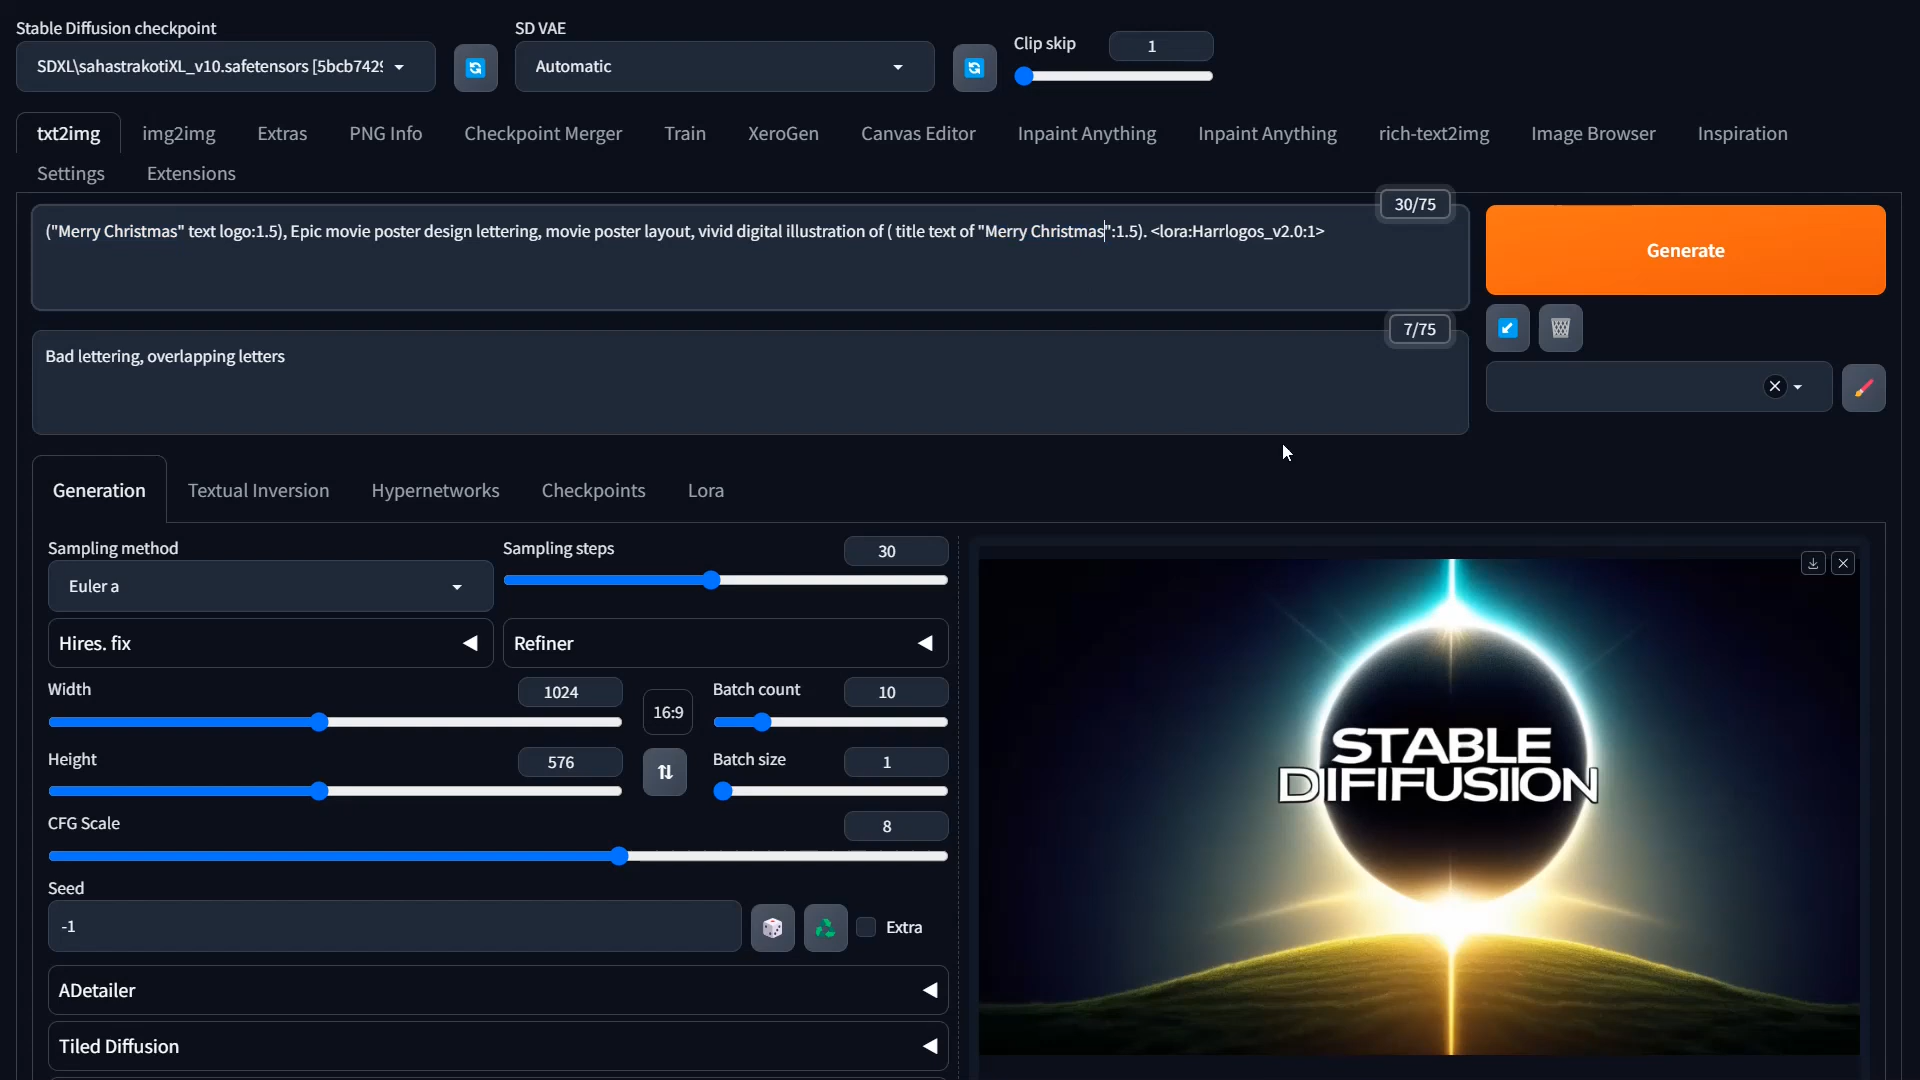 Stable Diffusion checkpoint
SDXL\sahastrakotiXL_v10.safetensors [5bcb7429
SD VAE
Automatic
Clip skip
1
txt2img
img2img
Extras
PNG Info
Checkpoint Merger
Train
XeroGen
Canvas Editor
Inpaint Anything
Inpaint Anything
rich-text2img
Image Browser
Inspiration
Settings
Extensions
30/75
("Merry Christmas" text logo:1.5), Epic movie poster design lettering, movie poster layout, vivid digital illustration of ( title text of "Merry Christmas":1.5). <lora:Harrlogos_v2.0:1>
Generate
7/75
Bad lettering, overlapping letters
Generation
Textual Inversion
Hypernetworks
Checkpoints
Lora
Sampling method
Euler a
Sampling steps
30
Hires. fix
Refiner
Width
1024
Height
576
16:9
Batch count
10
Batch size
1
CFG Scale
8
Seed
-1
Extra
ADetailer
Tiled Diffusion
STABLE
DIFIFUSIION